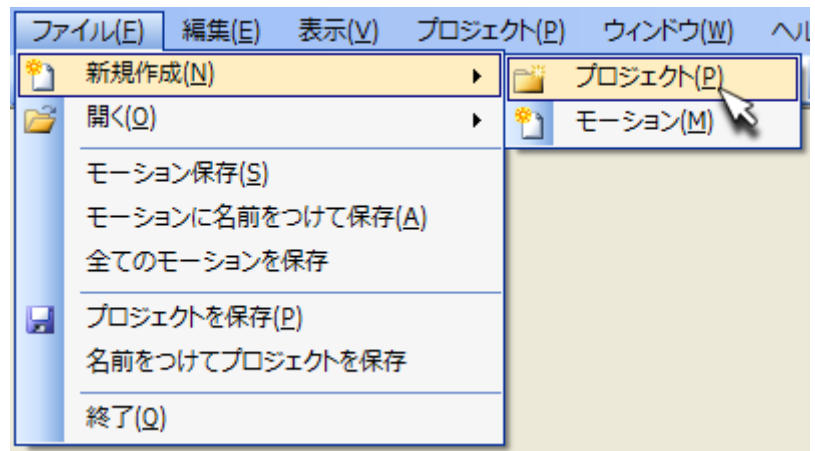 ファイル(F) 編集(E) 表示(V) プロジェクト(P) ウィンドウ(W) ヘル
新規作成(N)
プロジェクト(P)
開く(O)
モーション(M)
モーション保存(S)
モーションに名前をつけて保存(A)
全てのモーションを保存
プロジェクトを保存(P)
名前をつけてプロジェクトを保存
終了(Q)